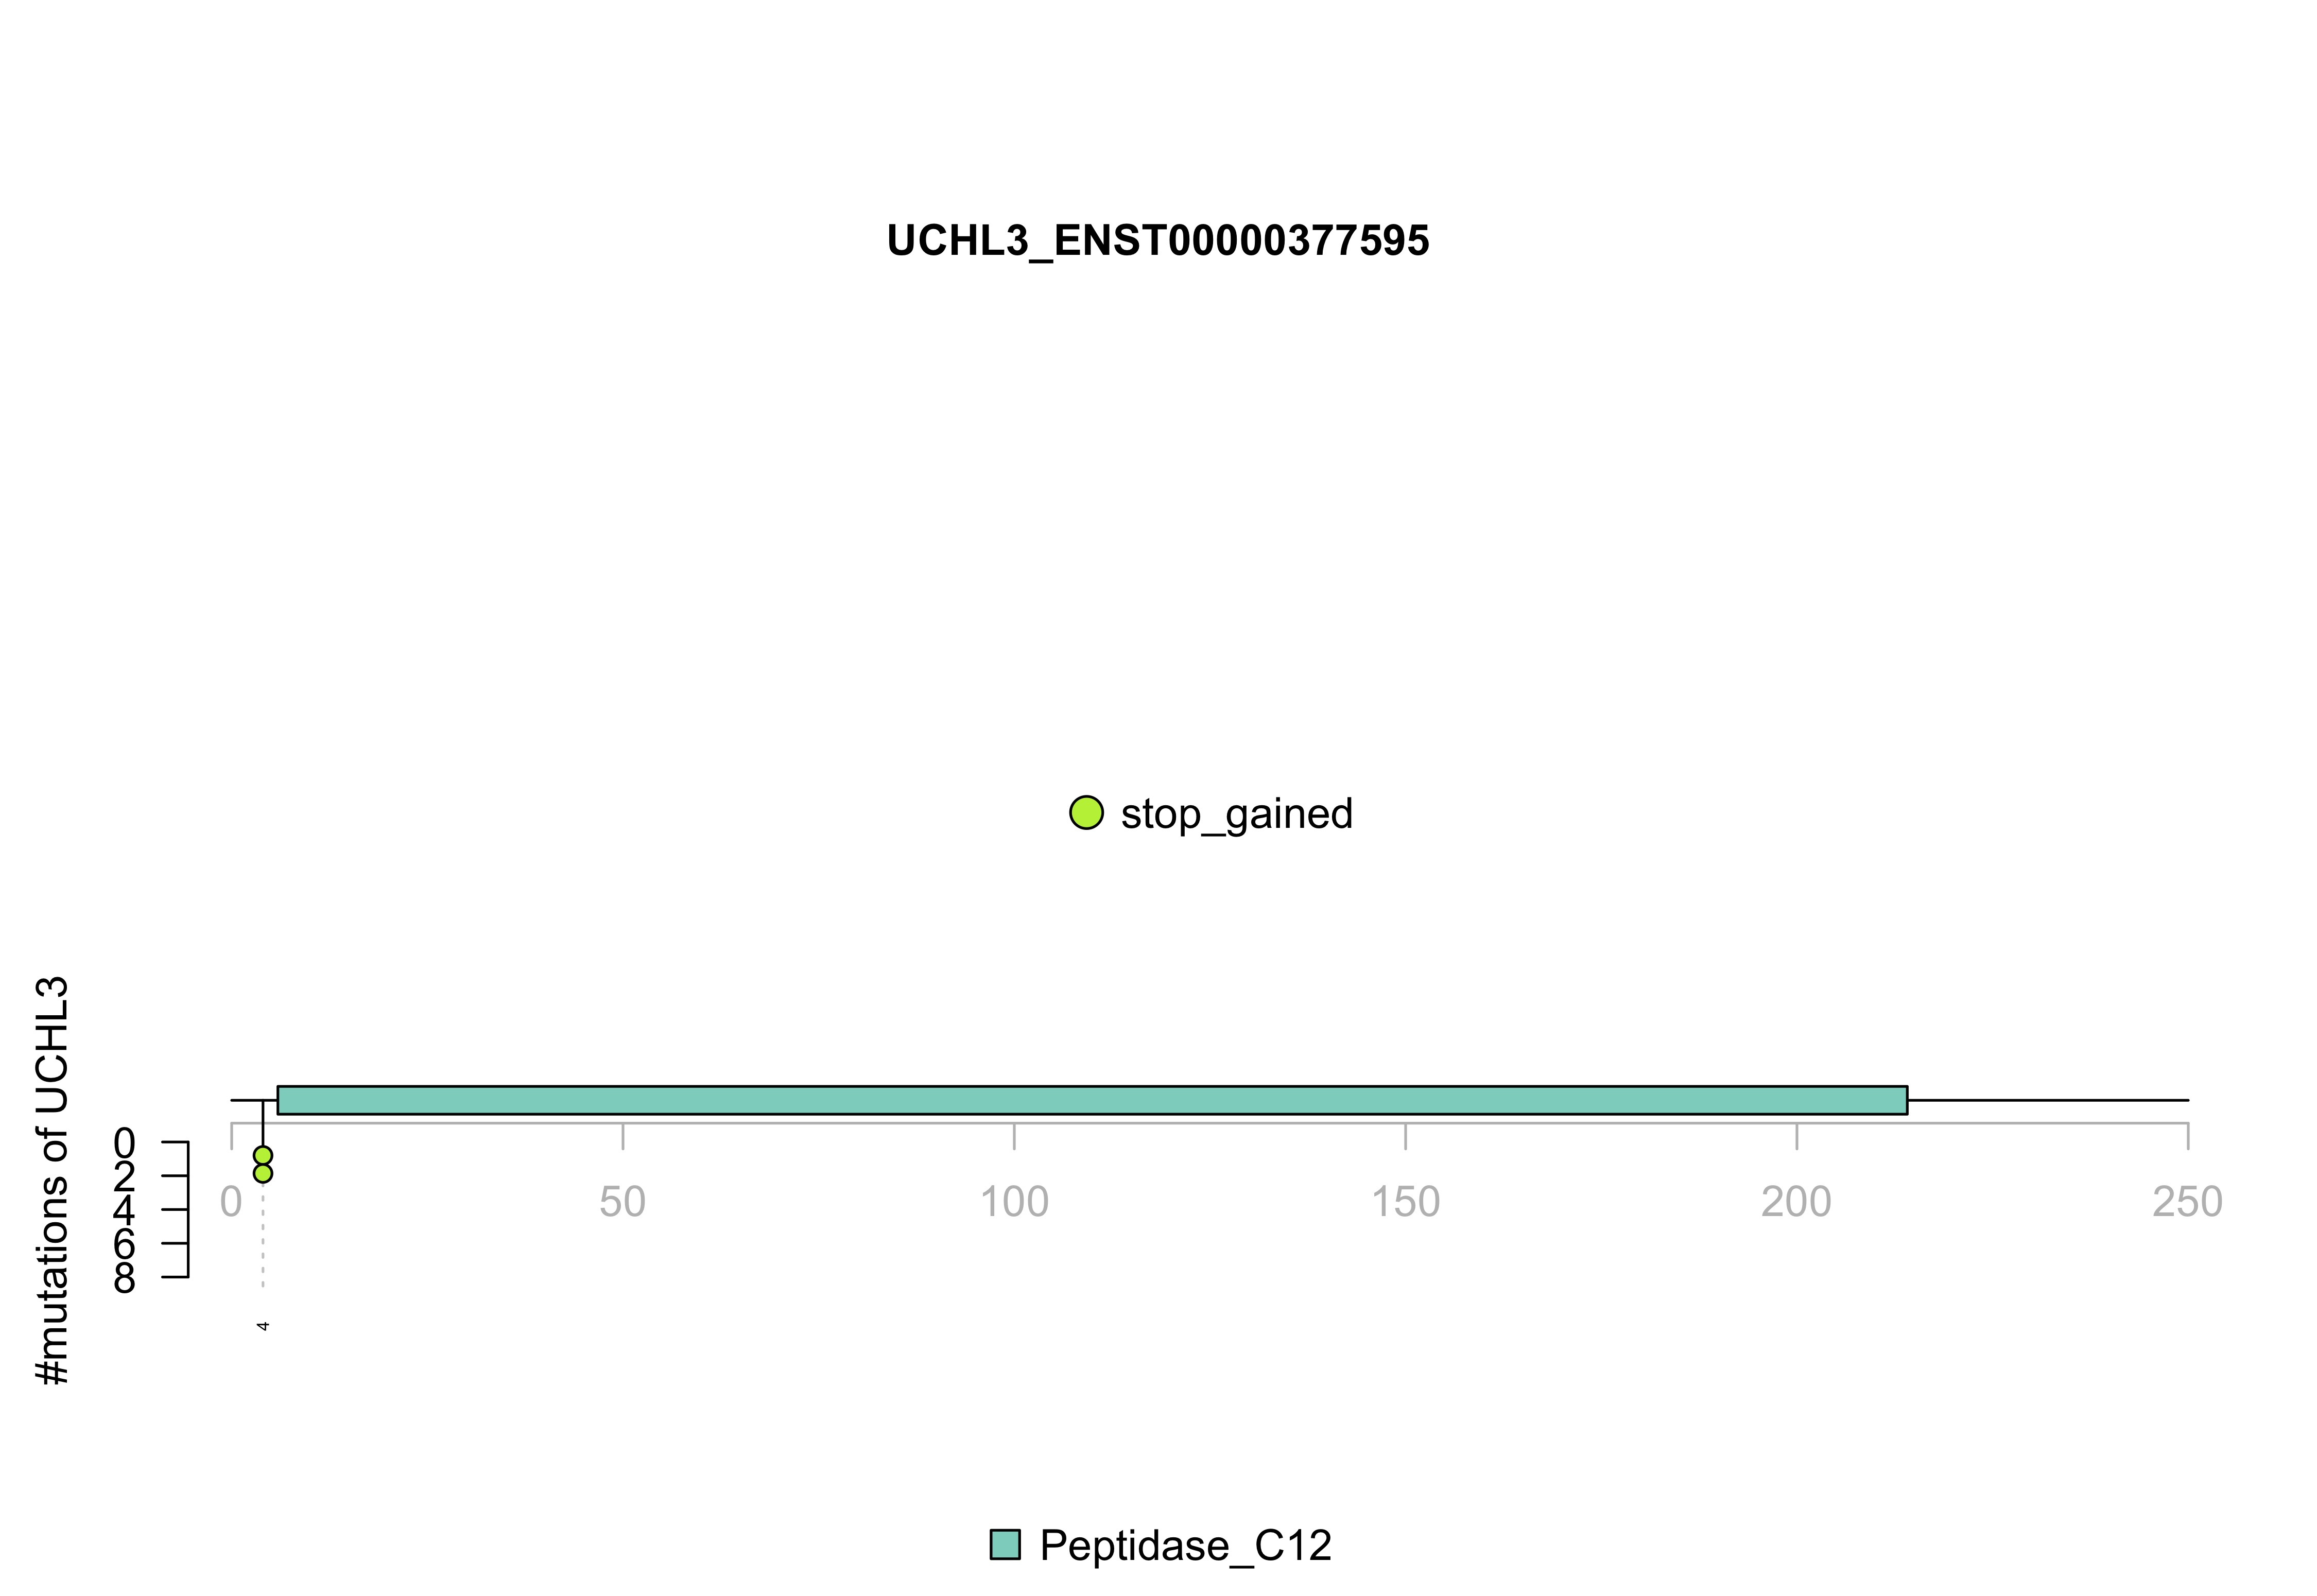 UCHL3_ENST00000377595
stop_gained
#mutations of UCHL3
0
2
4
6
8
0 50 100 150 200 250
4
Peptidase_C12